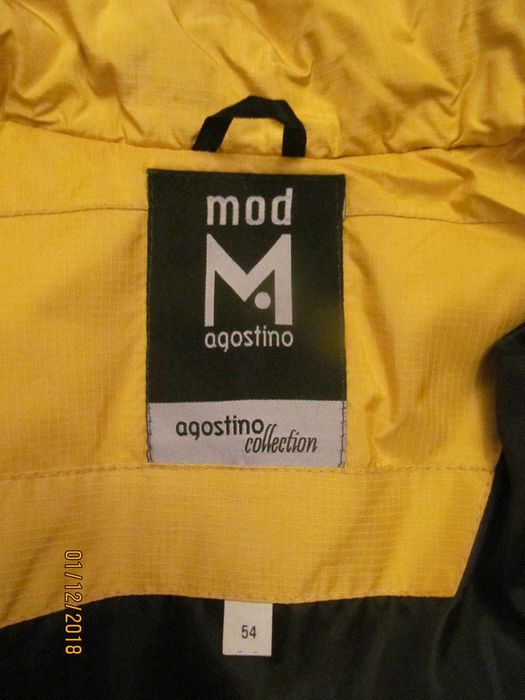 mod
M
agostino
agostino
collection
54
01/12/2018